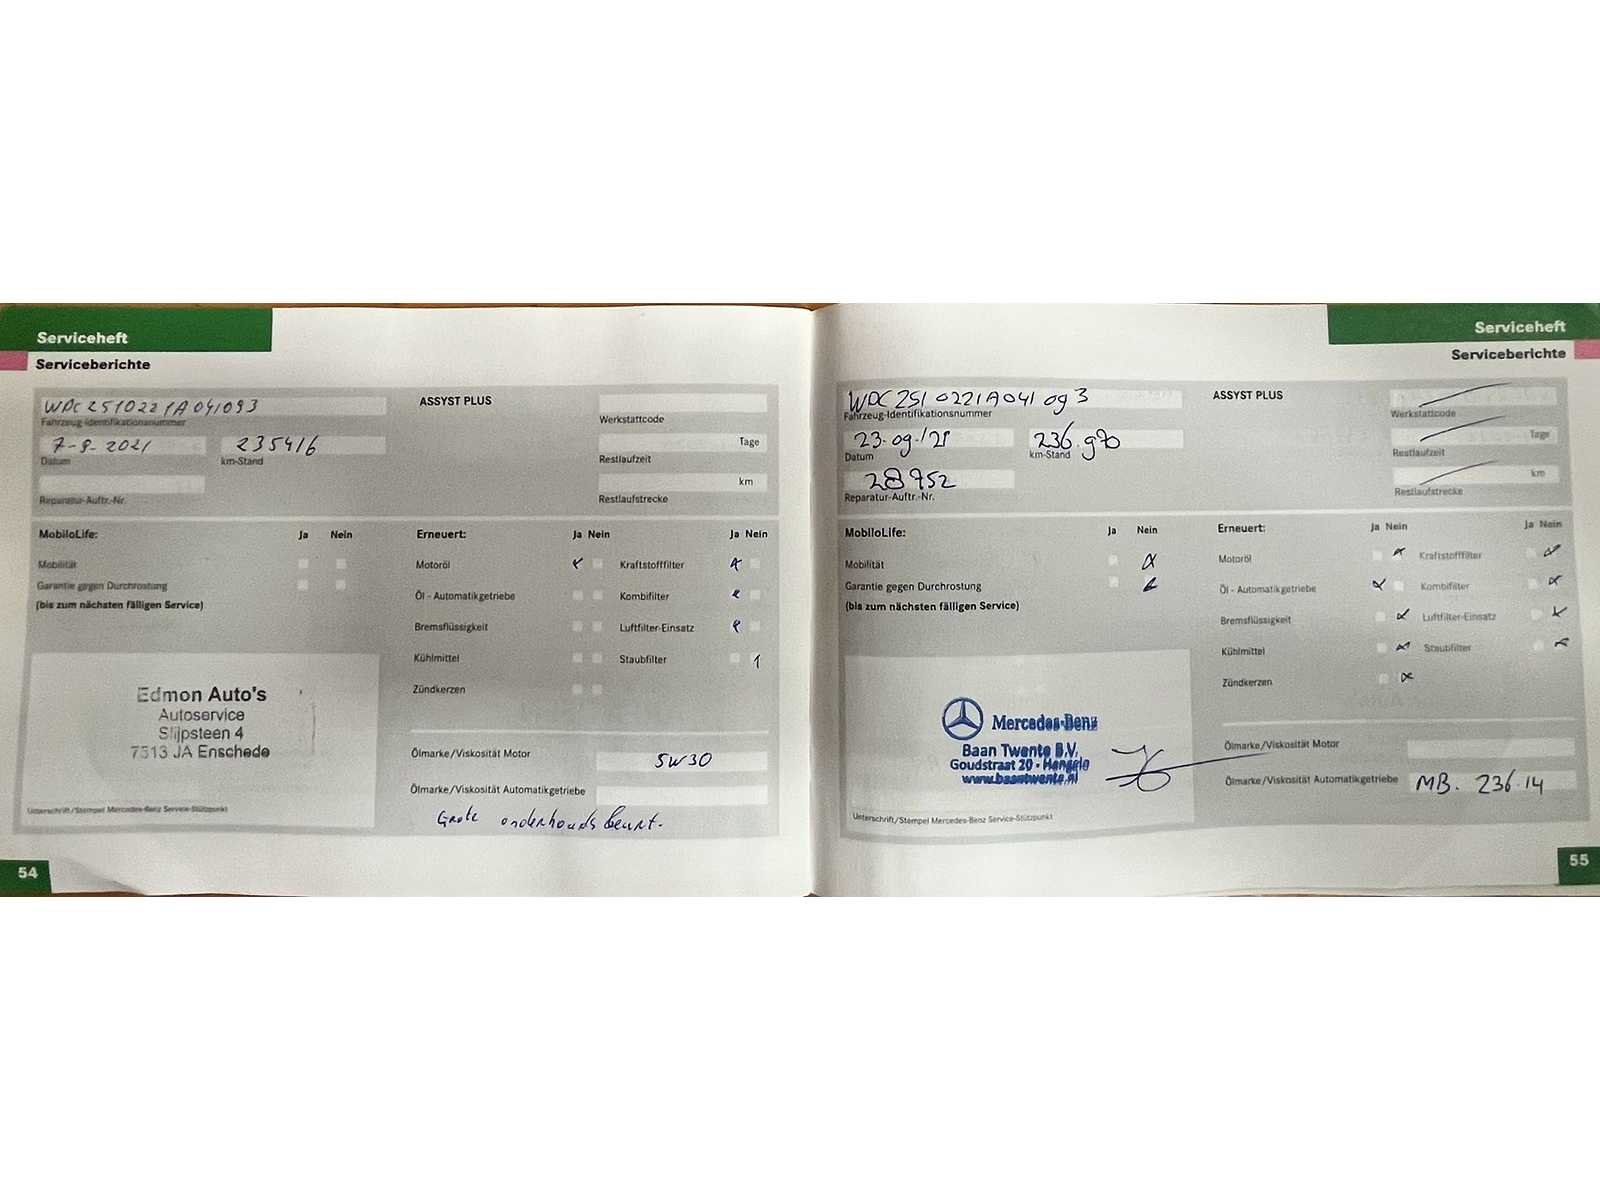 Serviceheft
Serviceberichte
WDC2510221A041093
Fahrzeug-Identifikationsnummer
ASSYST PLUS
Werkstattcode
7-9-2021
Datum
235416
km-Stand
Tage
Restlaufzeit
km
Reparatur-Auftr.-Nr.
Restlaufstrecke
MobiloLife: Ja Nein
Mobilität
Garantie gegen Durchrostung
(bis zum nächsten fälligen Service)
Erneuert: Ja Nein Ja Nein
Motoröl Kraftstofffilter
Öl - Automatikgetriebe Kombifilter
Bremsflüssigkeit Luftfilter-Einsatz
Kühlmittel Staubfilter
Zündkerzen
Edmon Auto's
Autoservice
Slijpsteen 4
7513 JA Enschede
Ölmarke/Viskosität Motor 5W30
Ölmarke/Viskosität Automatikgetriebe
Grote onderhoudsbeurt.
Unterschrift/Stempel Mercedes-Benz Service-Stützpunkt
54
Serviceheft
Serviceberichte
WDC2510221A041093
Fahrzeug-Identifikationsnummer
ASSYST PLUS
Werkstattcode
23-09-'21
Datum
236.970
km-Stand
Tage
Restlaufzeit
28952
Reparatur-Auftr.-Nr.
km
Restlaufstrecke
MobiloLife: Ja Nein
Mobilität
Garantie gegen Durchrostung
(bis zum nächsten fälligen Service)
Erneuert: Ja Nein Ja Nein
Motoröl Kraftstofffilter
Öl - Automatikgetriebe Kombifilter
Bremsflüssigkeit Luftfilter-Einsatz
Kühlmittel Staubfilter
Zündkerzen
Mercedes-Benz
Baan Twente B.V.
Goudstraat 20 - Hengelo
www.baantwente.nl
Ölmarke/Viskosität Motor
Ölmarke/Viskosität Automatikgetriebe MB. 236.14
Unterschrift/Stempel Mercedes-Benz Service-Stützpunkt
55